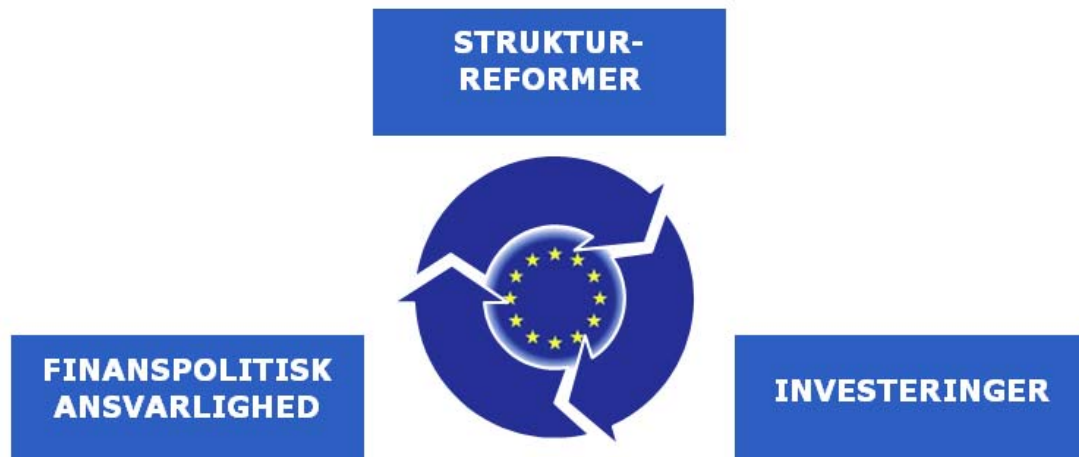 STRUKTUR-
REFORMER
FINANSPOLITISK
ANSVARLIGHED
INVESTERINGER